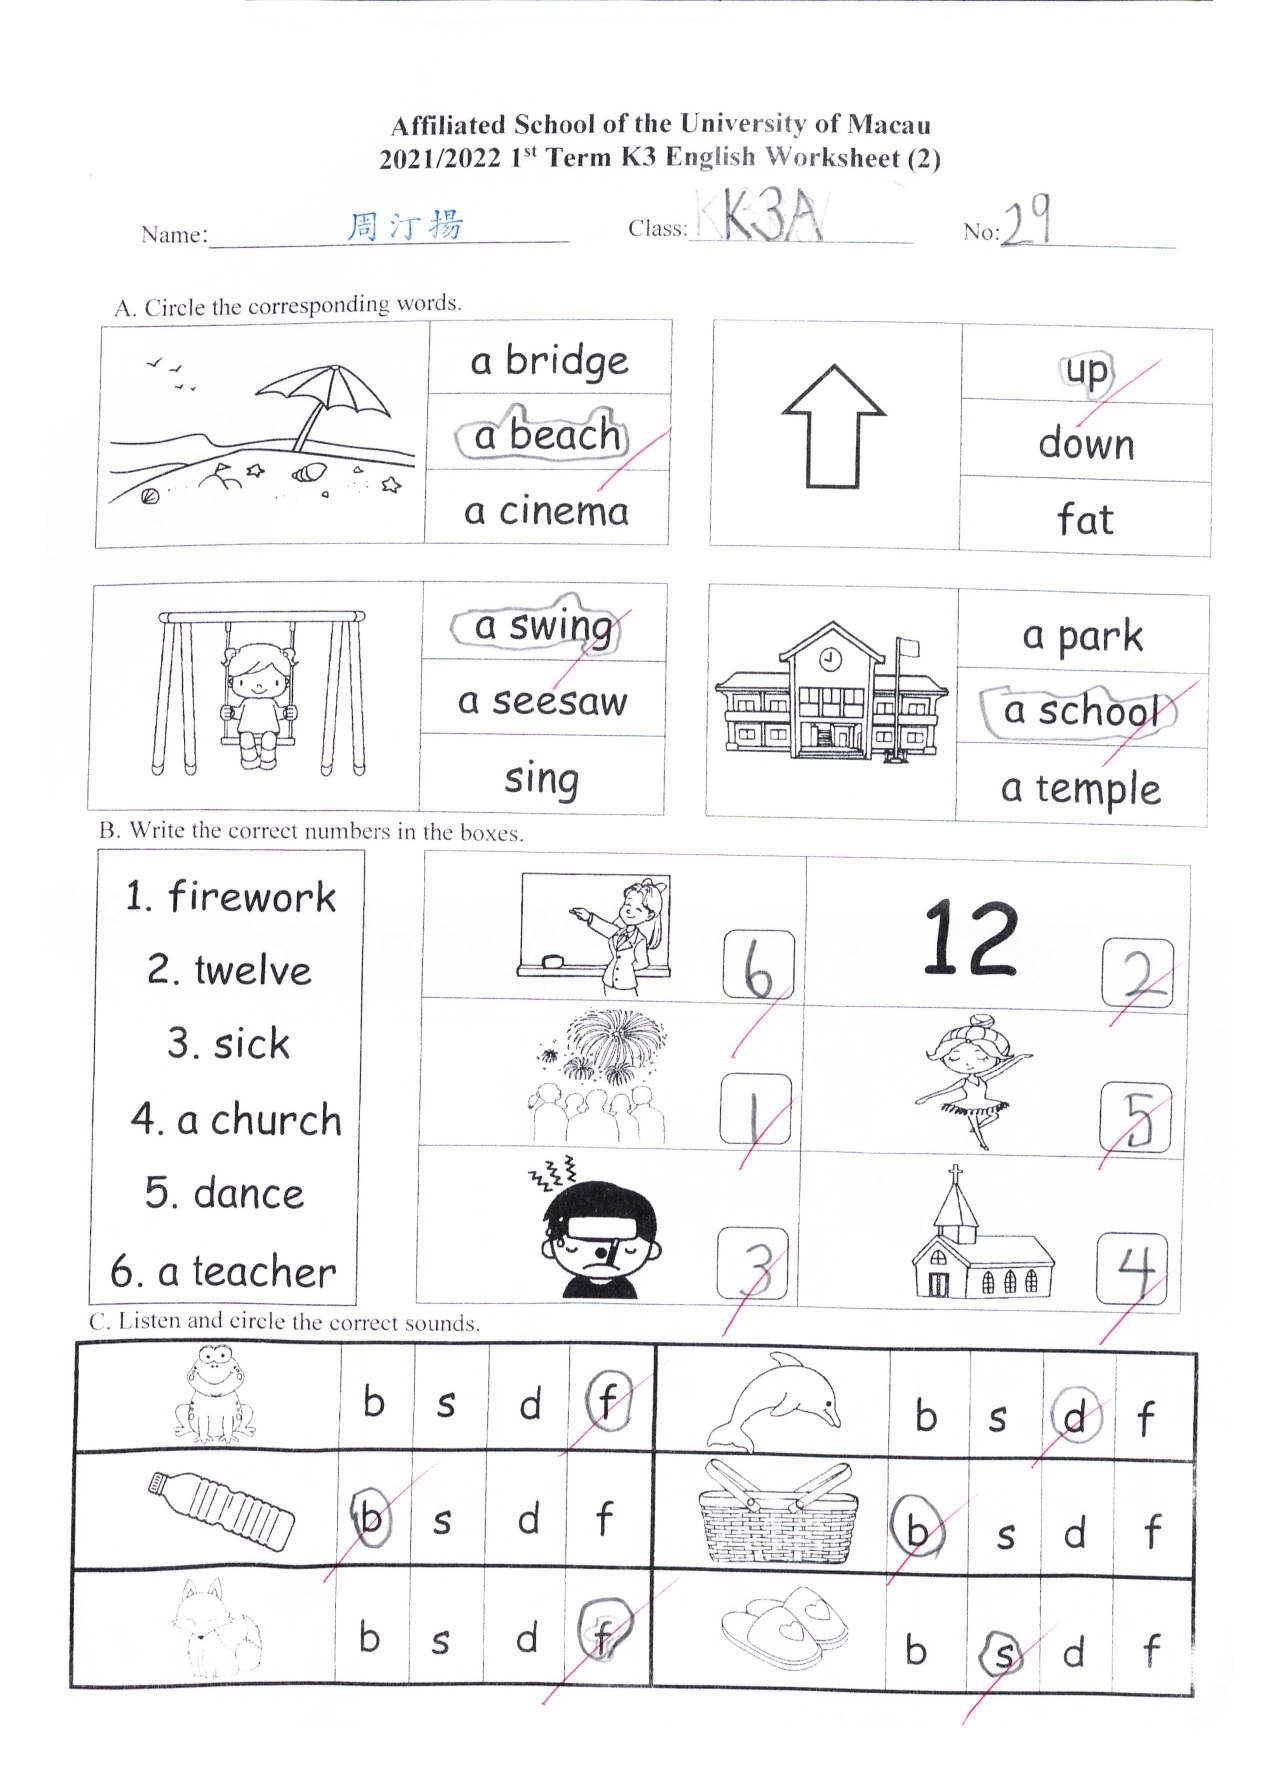 Affiliated School of the University of Macau
2021/2022 1st Term K3 English Worksheet (2)
Name: 周汀揚 Class: K3A No: 29
A. Circle the corresponding words.
a bridge
a beach
a cinema
up
down
fat
a swing
a seesaw
sing
a park
a school
a temple
B. Write the correct numbers in the boxes.
1. firework
2. twelve
3. sick
4. a church
5. dance
6. a teacher
6
12 2
1
5
3
4
C. Listen and circle the correct sounds.
b s d f b s d f
b s d f b s d f
b s d f b s d f